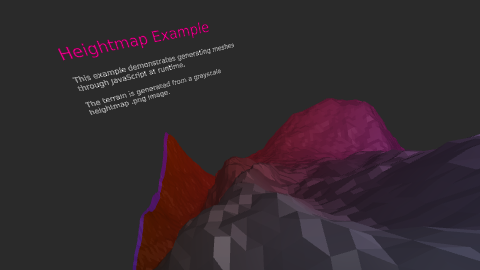 Heightmap Example
This example demonstrates generating meshes
through JavaScript at runtime.
The terrain is generated from a grayscale
heightmap .png image.